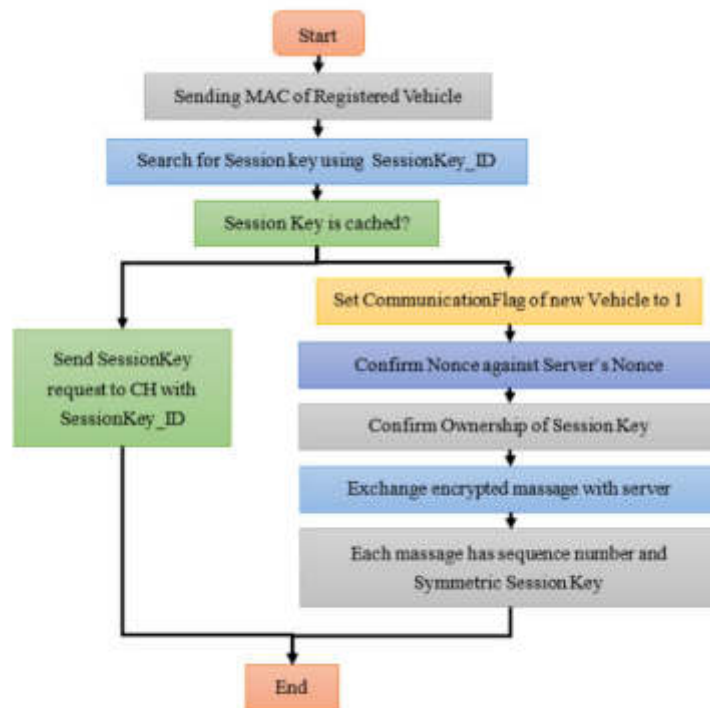 Start
Sending MAC of Registered Vehicle
Search for Session key using SessionKey_ID
Session Key is cached?
Set CommunicationFlag of new Vehicle to 1
Send SessionKey
request to CH with
SessionKey_ID
Confirm Nonce against Server's Nonce
Confirm Ownership of Session Key
Exchange encrypted massage with server
Each massage has sequence number and
Symmetric Session Key
End